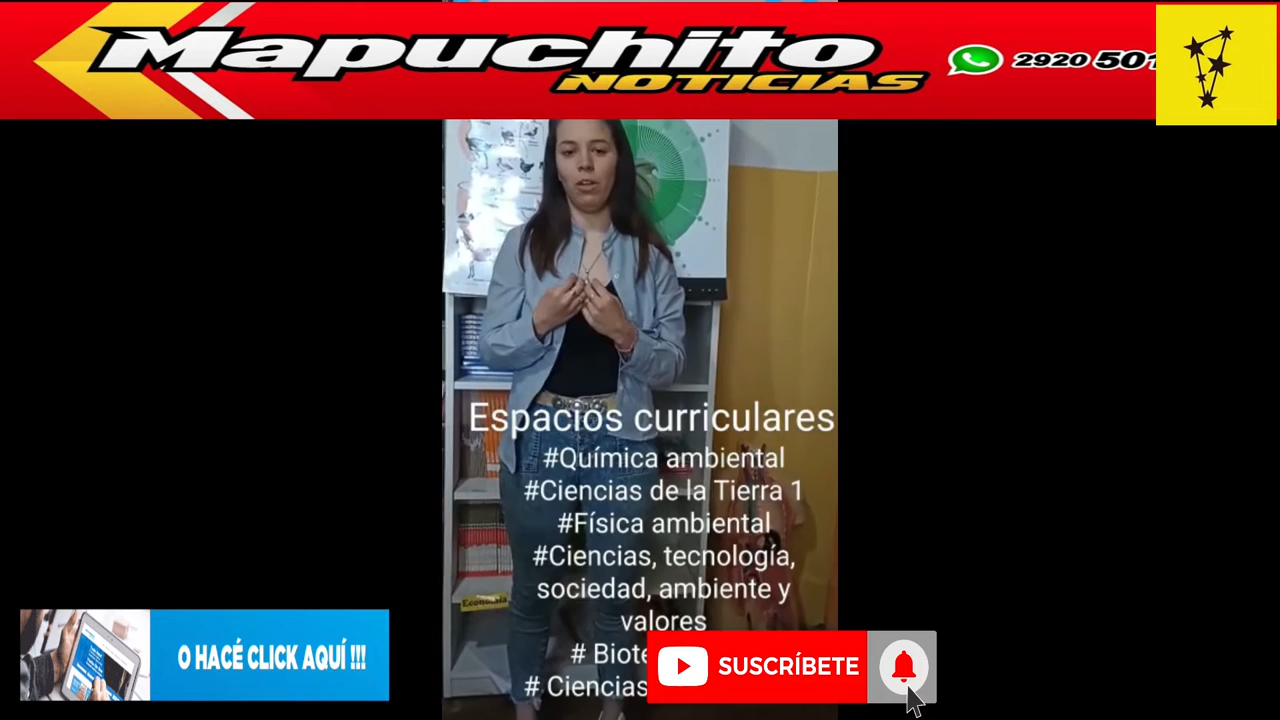 Mapuchito
NOTICIAS
2920 501
Espacios curriculares
#Química ambiental
#Ciencias de la Tierra 1
#Física ambiental
#Ciencias, tecnología,
sociedad, ambiente y
valores
#
# Ciencias
Economía
O HACÉ CLICK AQUÍ !!!
SUSCRÍBETE